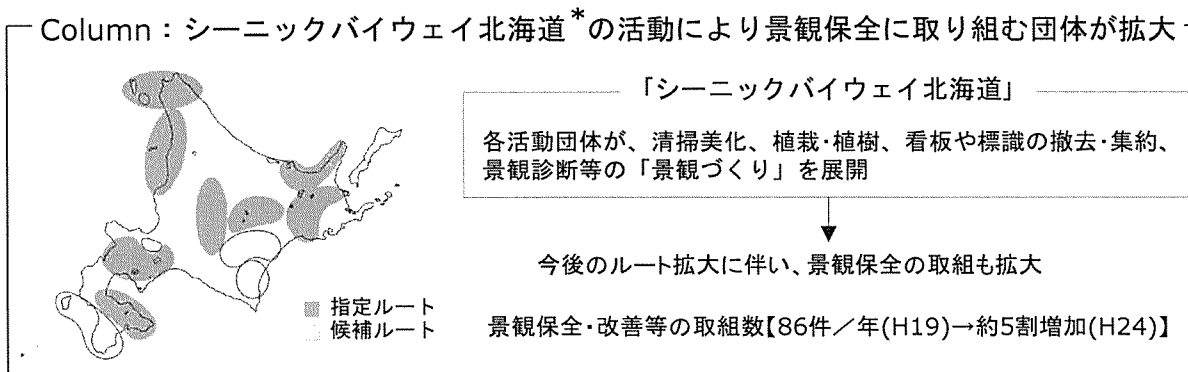 Column：シーニックバイウェイ北海道*の活動により景観保全に取り組む団体が拡大
「シーニックバイウェイ北海道」
各活動団体が、清掃美化、植栽・植樹、看板や標識の撤去・集約、
景観診断等の「景観づくり」を展開
今後のルート拡大に伴い、景観保全の取組も拡大
指定ルート
候補ルート
景観保全・改善等の取組数【86件／年(H19)→約5割増加(H24)】